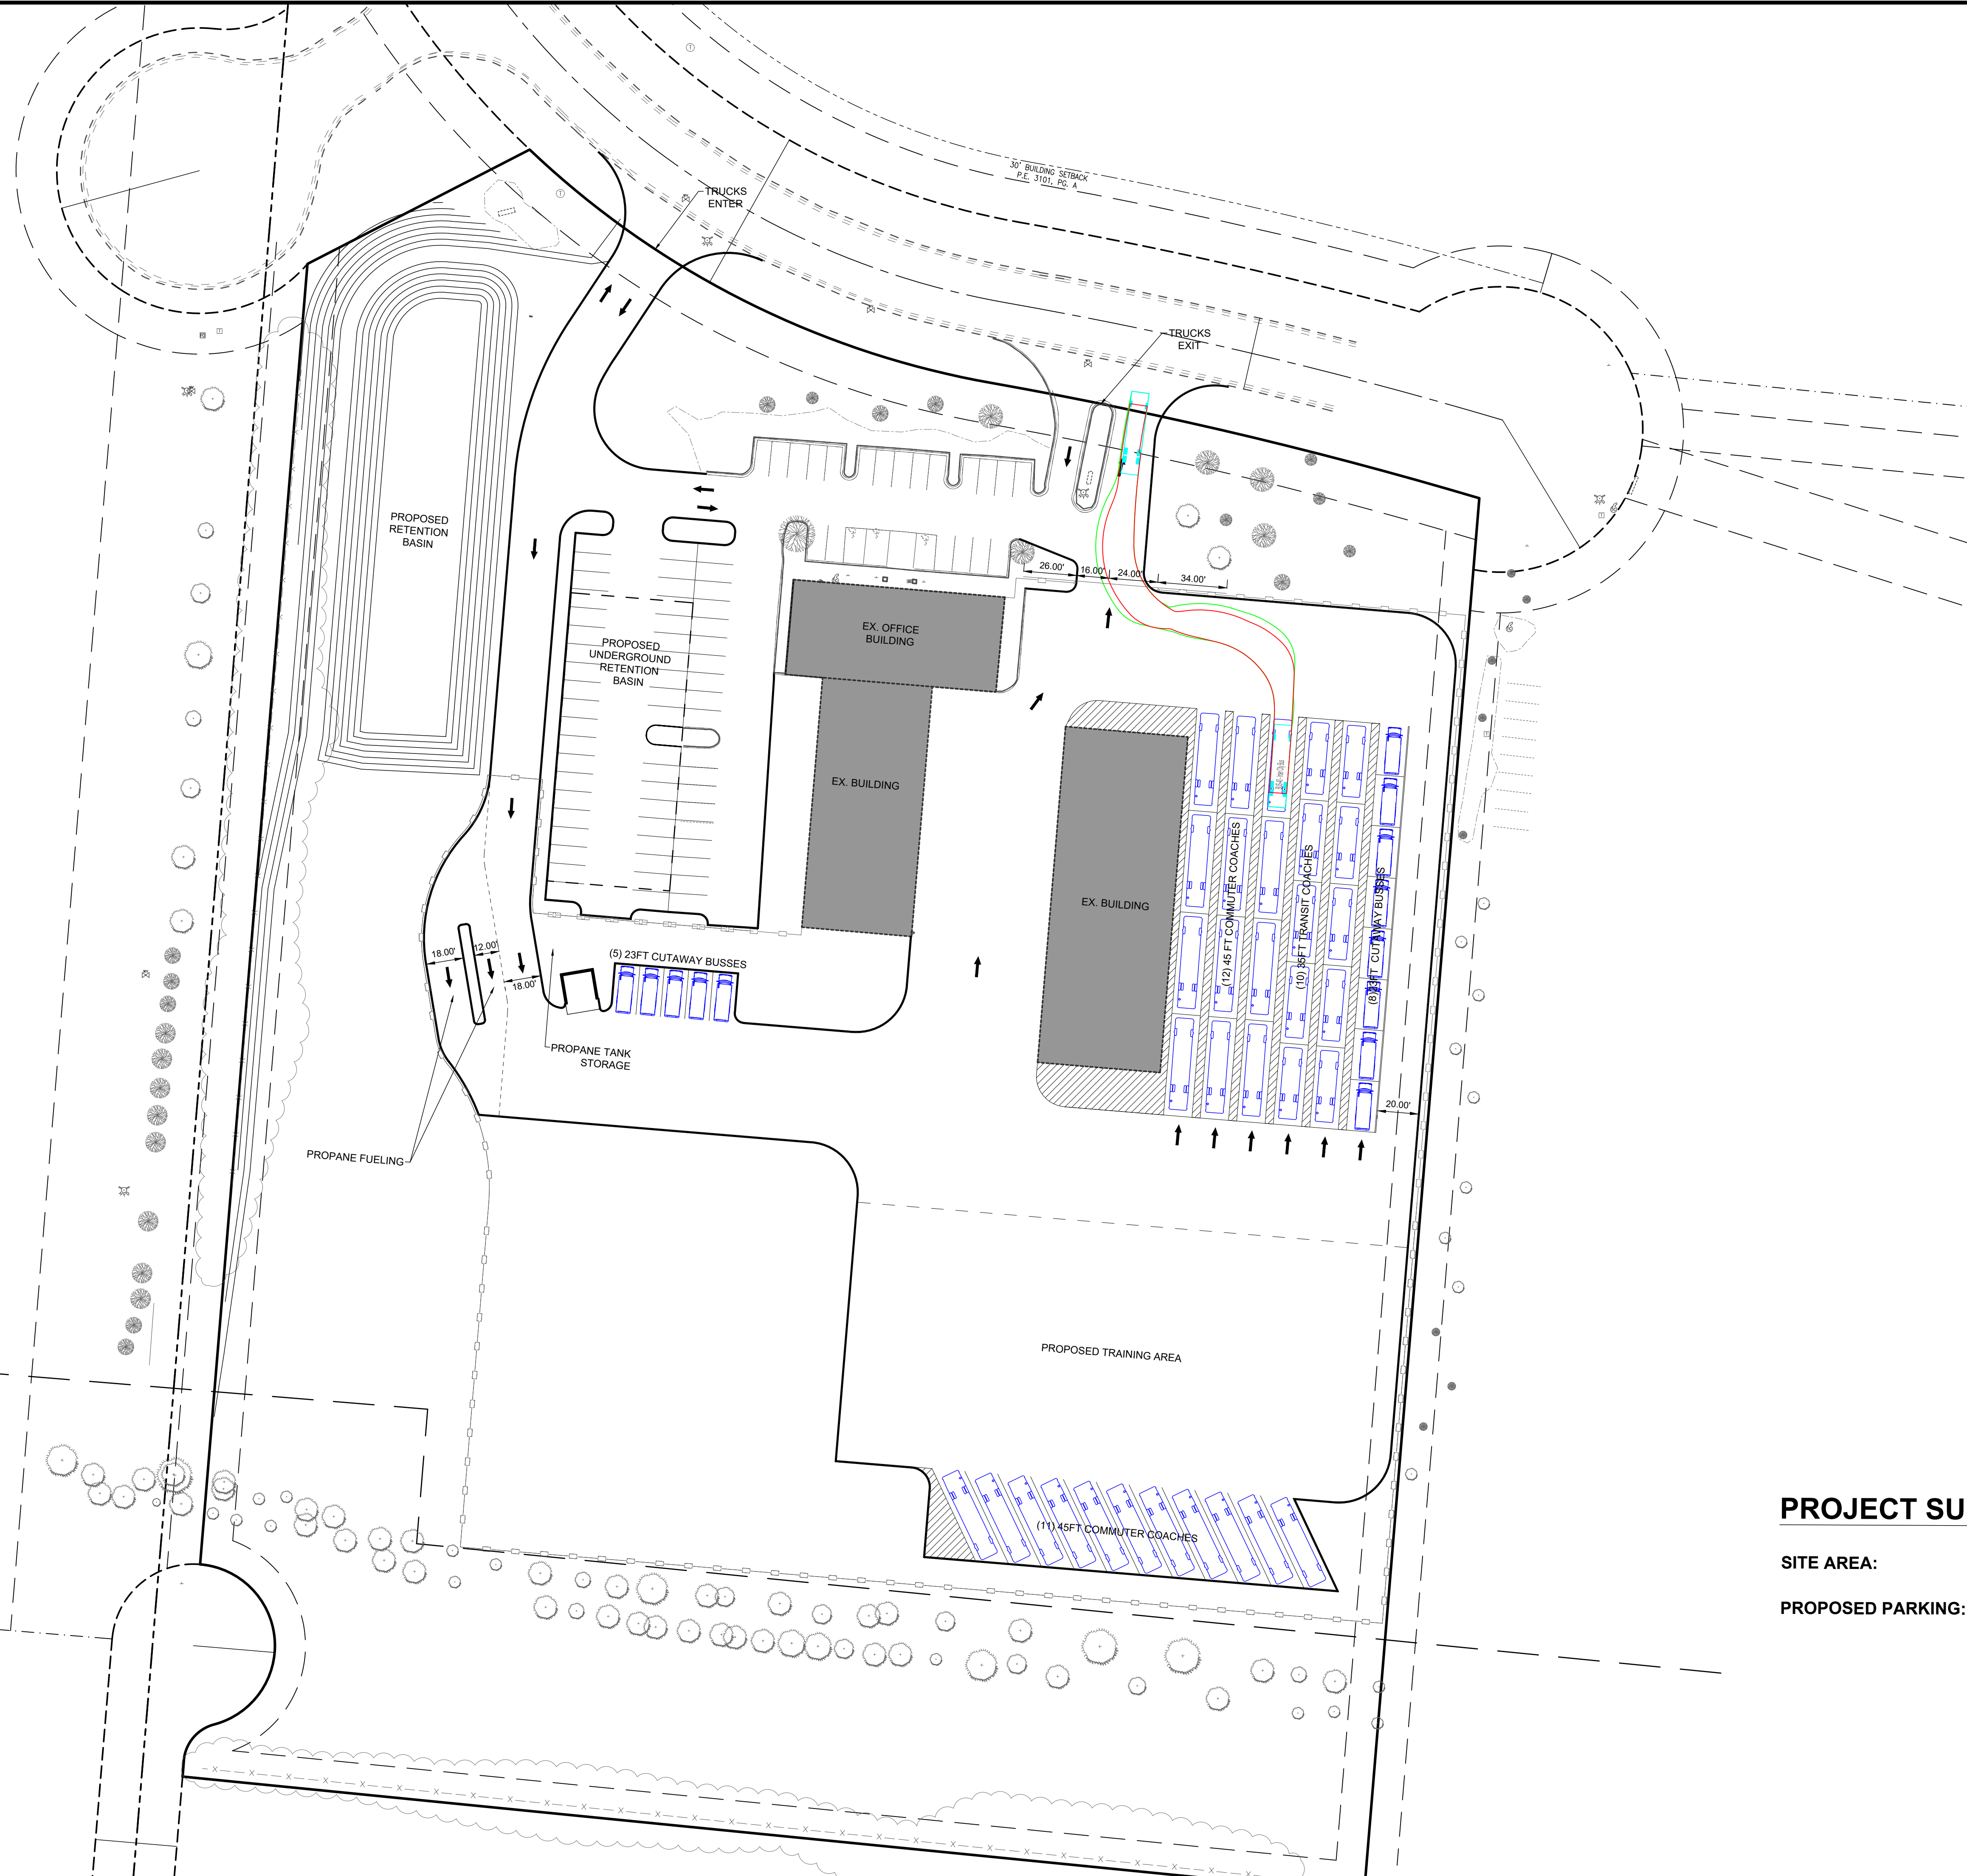 30' BUILDING SETBACK
P.E. 3101, PG. A
TRUCKS
ENTER
TRUCKS
EXIT
PROPOSED
RETENTION
BASIN
26.00'
16.00'
24.00'
34.00'
EX. OFFICE
BUILDING
PROPOSED
UNDERGROUND
RETENTION
BASIN
EX. BUILDING
EX. BUILDING
(12) 45 FT COMMUTER COACHES
(10) 35FT TRANSIT COACHES
(8)23FT CUTAWAY BUSSES
18.00'
12.00'
18.00'
(5) 23FT CUTAWAY BUSSES
PROPANE TANK
STORAGE
20.00'
PROPANE FUELING
PROPOSED TRAINING AREA
(11) 45FT COMMUTER COACHES
PROJECT SU
SITE AREA:
PROPOSED PARKING: